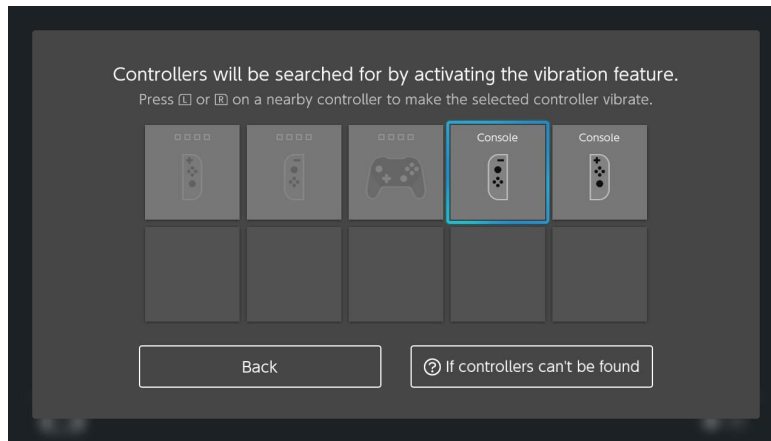 Controllers will be searched for by activating the vibration feature.
Press L or R on a nearby controller to make the selected controller vibrate.
Console
Console
Back
? If controllers can't be found